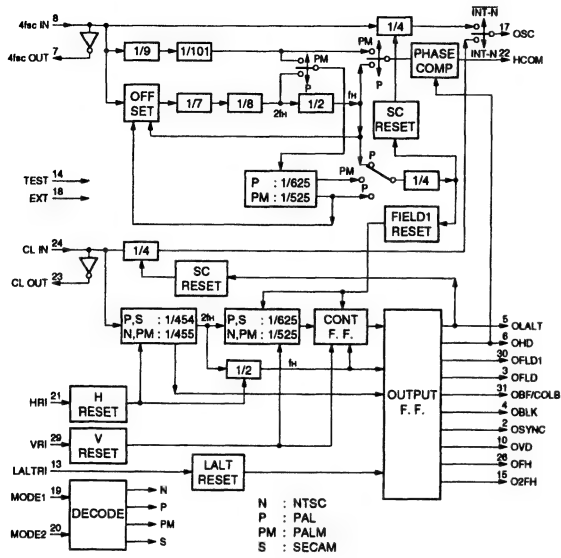 4fsc IN 8
4fsc OUT 7
1/9
1/101
PM
P
PM
P
1/4
INT-N
17 OSC
INT-N
PHASE COMP
22 HCOM
OFF SET
1/7
1/8
2fH
1/2
fH
SC RESET
TEST 14
EXT 18
P : 1/625
PM : 1/525
PM
P
P
1/4
FIELD1 RESET
CL IN 24
CL OUT 23
1/4
SC RESET
P,S : 1/454
N,PM : 1/455
2fH
P,S : 1/625
N,PM : 1/525
CONT F. F.
1/2
fH
OUTPUT F. F.
HRI 21
H RESET
VRI 29
V RESET
LALTRI 13
LALT RESET
MODE1 19
MODE2 20
DECODE
N
P
PM
S
5 OLALT
6 OHD
30 OFLD1
3 OFLD
31 OBF/COLB
4 OBLK
2 OSYNC
10 OVD
26 OFH
15 O2FH
N : NTSC
P : PAL
PM : PALM
S : SECAM